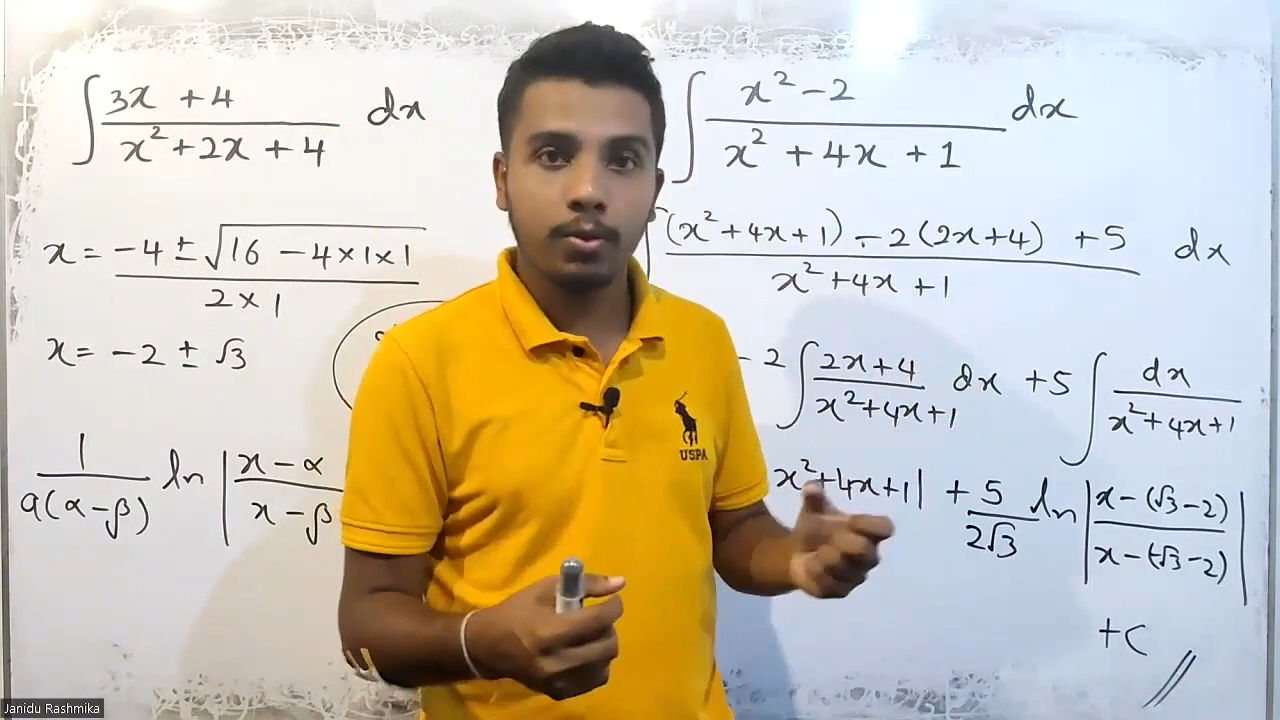 ∫ (3x + 4)/(x² + 2x + 4) dx
x = (-4 ± √(16 - 4×1×1))/(2×1)
x = -2 ± √3
1/(a(α-β)) ln |(x-α)/(x-β)
∫ (x² - 2)/(x² + 4x + 1) dx
∫ ((x² + 4x + 1) - 2(2x+4) + 5)/(x² + 4x + 1) dx
- 2 ∫ (2x+4)/(x²+4x+1) dx + 5 ∫ dx/(x²+4x+1)
x²+4x+1| + 5/(2√3) ln |(x - (√3-2))/(x - (-√3-2))|
+c
USPA
Janidu Rashmika